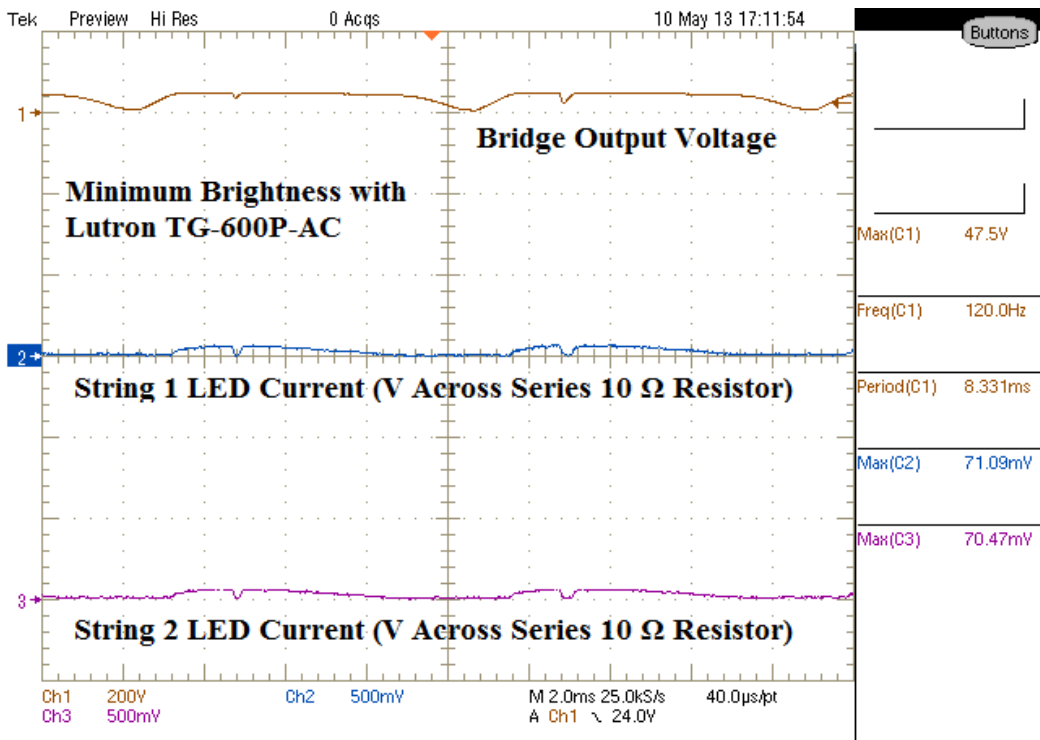 Tek Preview Hi Res 0 Acqs 10 May 13 17:11:54
Buttons
1
Bridge Output Voltage
Minimum Brightness with
Lutron TG-600P-AC
Max(C1) 47.5V
Freq(C1) 120.0Hz
2
String 1 LED Current (V Across Series 10 Ω Resistor)
Period(C1) 8.331ms
Max(C2) 71.09mV
Max(C3) 70.47mV
3
String 2 LED Current (V Across Series 10 Ω Resistor)
Ch1 200V Ch2 500mV M 2.0ms 25.0kS/s 40.0µs/pt
Ch3 500mV A Ch1 \ 24.0V